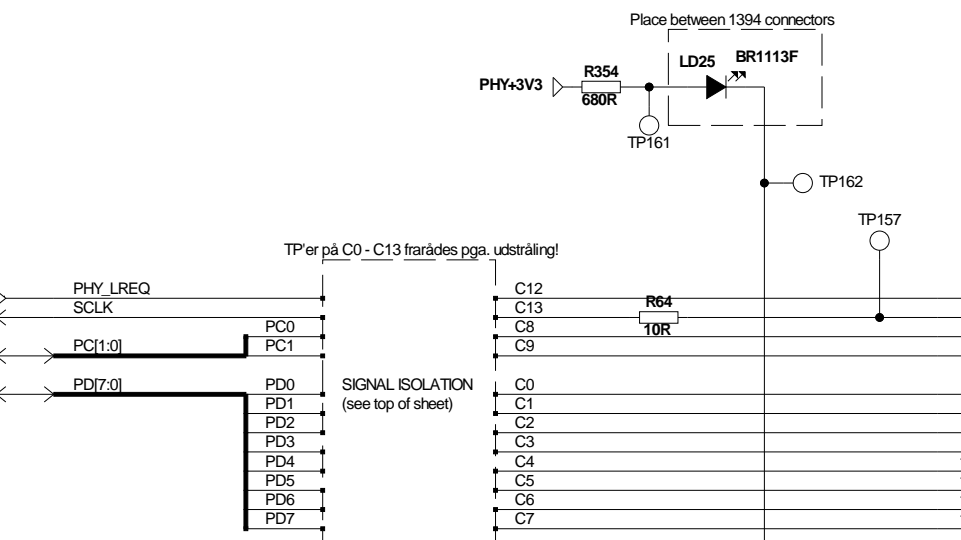 Place between 1394 connectors
LD25
BR1113F
R354
PHY+3V3
680R
TP161
TP162
TP157
TP'er på C0 - C13 frarådes pga. udstråling!
PHY_LREQ
C12
SCLK
C13
R64
PC0
C8
10R
PC[1:0]
PC1
C9
PD[7:0]
PD0
SIGNAL ISOLATION
C0
PD1
(see top of sheet)
C1
PD2
C2
PD3
C3
PD4
C4
PD5
C5
PD6
C6
PD7
C7